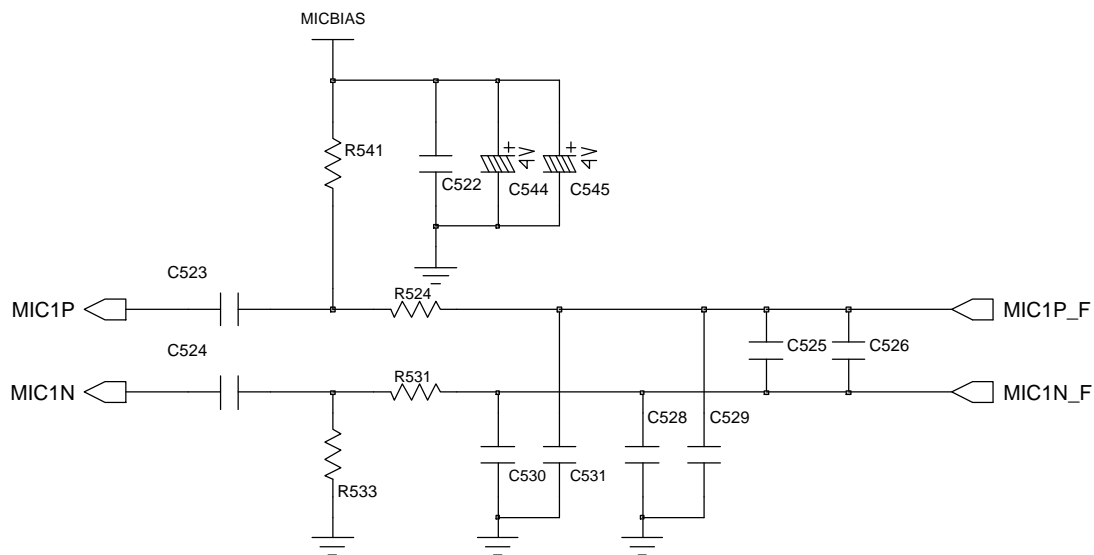 MICBIAS
R541
+
4V
+
4V
C522
C544
C545
C523
R524
MIC1P
MIC1P_F
C524
C525
C526
R531
MIC1N
MIC1N_F
C528
C529
R533
C530
C531